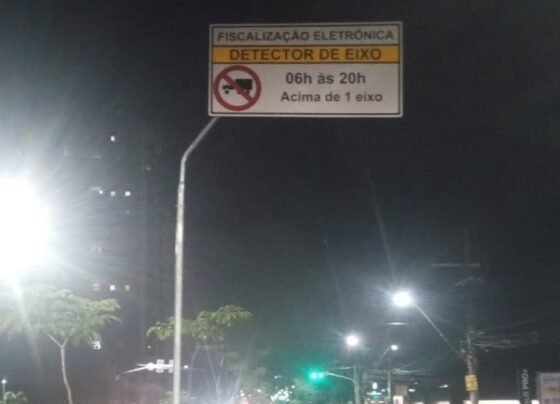 FISCALIZAÇÃO ELETRÔNICA
DETECTOR DE EIXO
06h às 20h
Acima de 1 eixo